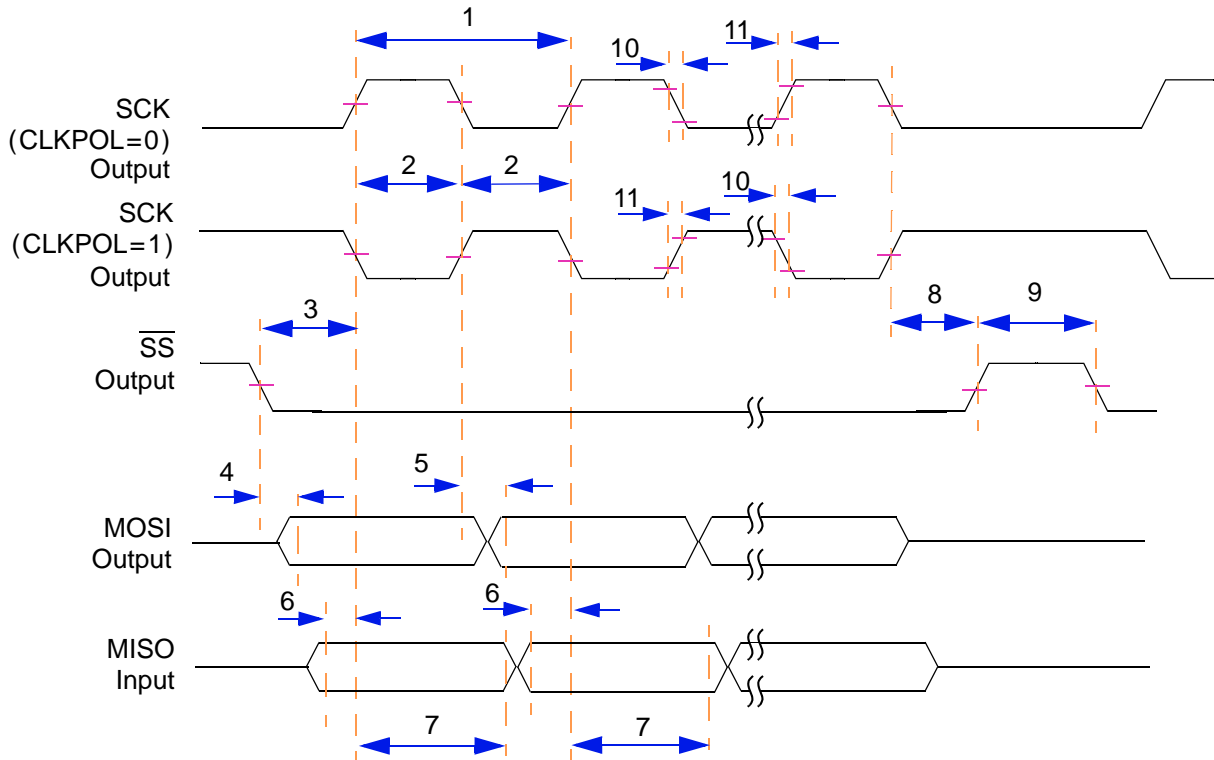 1
10
11
SCK
(CLKPOL=0)
Output
2
2
11
10
SCK
(CLKPOL=1)
Output
3
8
9
SS
Output
4
5
MOSI
Output
6
6
MISO
Input
7
7